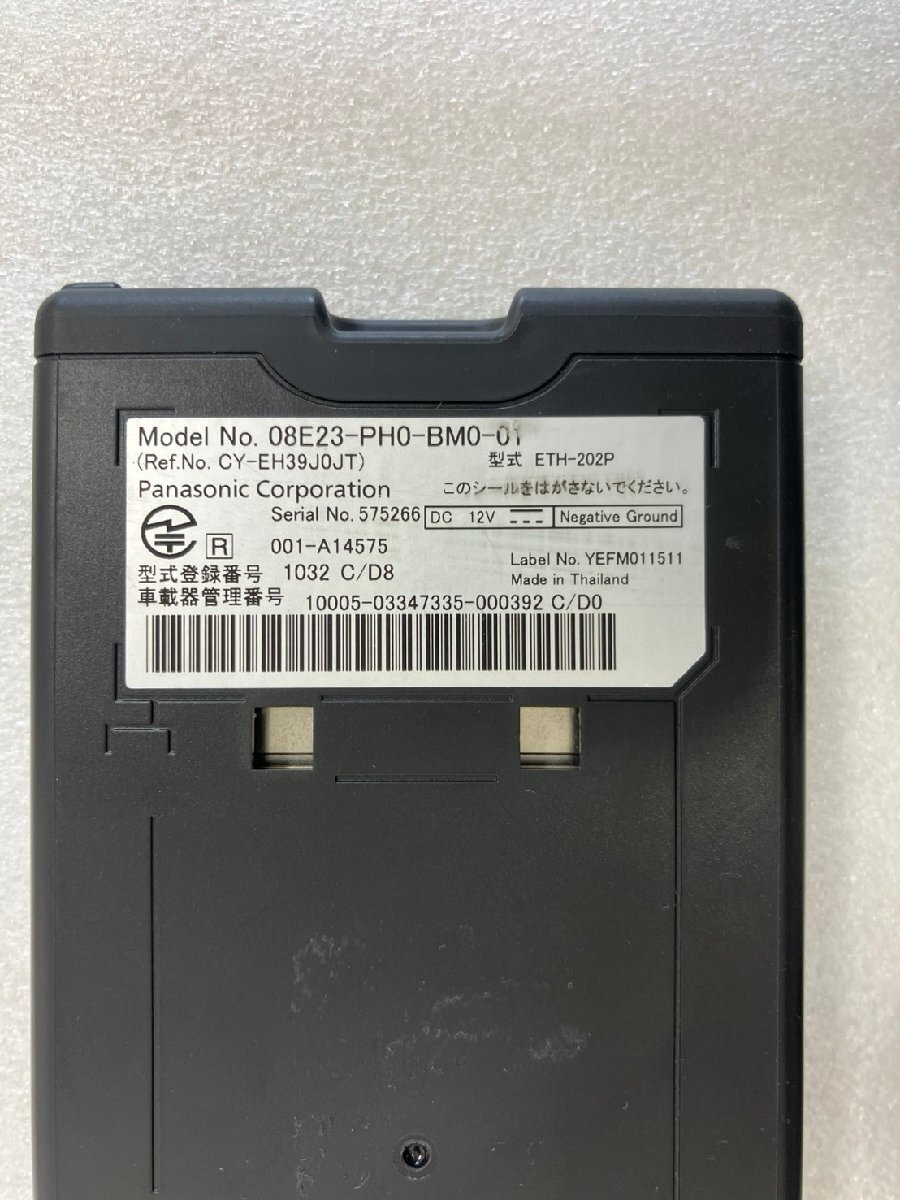 Model No. 08E23-PH0-BM0-01
(Ref.No. CY-EH39J0JT) 型式 ETH-202P
Panasonic Corporation このシールをはがさないでください。
Serial No. 575266 DC 12V Negative Ground
R 001-A14575
Label No. YEFM011511
型式登録番号 1032 C/D8
Made in Thailand
車載器管理番号 10005-03347335-000392 C/D0